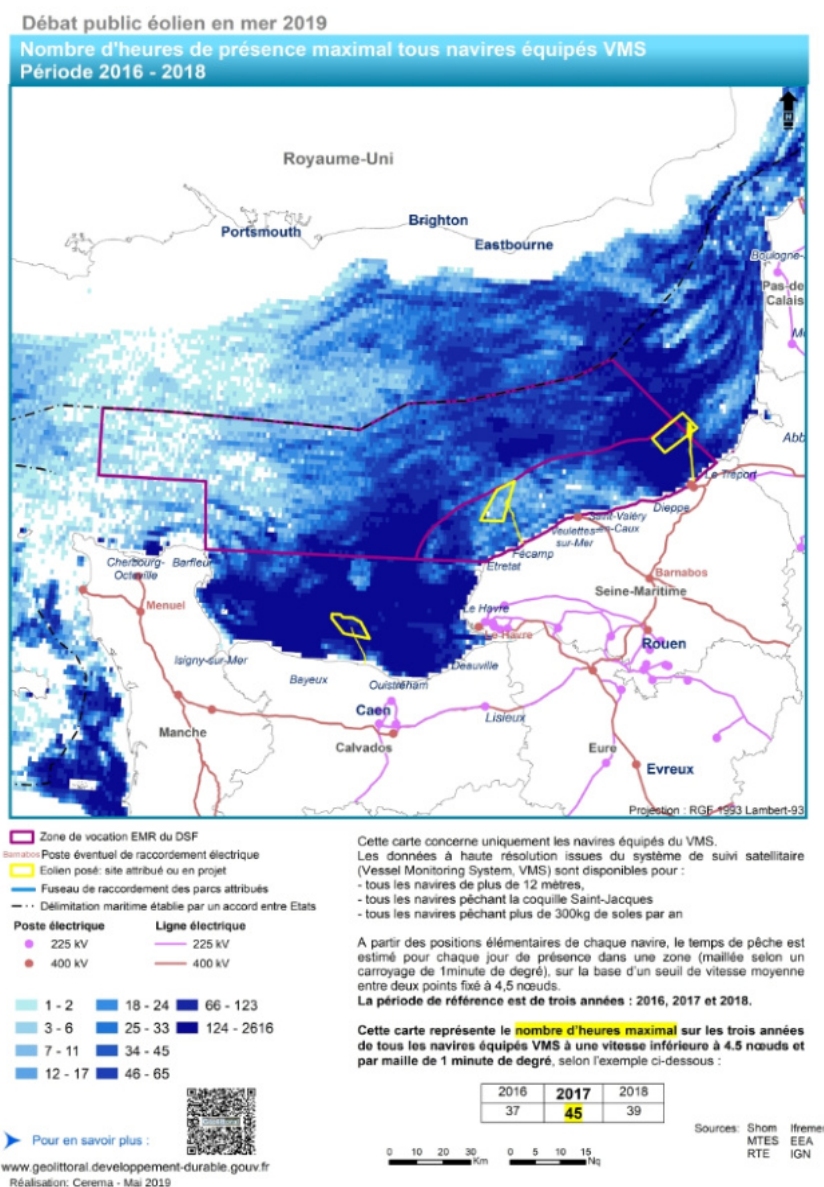 Débat public éolien en mer 2019
Nombre d'heures de présence maximal tous navires équipés VMS
Période 2016 - 2018
Royaume-Uni
Portsmouth
Brighton
Eastbourne
Pas-de
Calais
Le Tréport
Dieppe
Saint-Valéry
en-Caux
Veulettes
sur-Mer
Fécamp
Etretat
Cherbourg-
Octeville
Barfleur
Menuel
Barnabos
Seine-Maritime
Le Havre
Le Havre
Rouen
Isigny-sur-Mer
Bayeux
Ouistreham
Deauville
Caen
Lisieux
Manche
Calvados
Eure
Evreux
Projection : RGF 1993 Lambert-93
Zone de vocation EMR du DSF
Barnabos Poste éventuel de raccordement électrique
Eolien posé: site attribué ou en projet
Fuseau de raccordement des parcs attribués
Délimitation maritime établie par un accord entre Etats
Poste électrique
Ligne électrique
225 kV
225 kV
400 kV
400 kV
1 - 2
18 - 24
66 - 123
3 - 6
25 - 33
124 - 2616
7 - 11
34 - 45
12 - 17
46 - 65
Pour en savoir plus :
www.geolittoral.developpement-durable.gouv.fr
Réalisation: Cerema - Mai 2019
Cette carte concerne uniquement les navires équipés du VMS.
Les données à haute résolution issues du système de suivi satellitaire
(Vessel Monitoring System, VMS) sont disponibles pour :
- tous les navires de plus de 12 mètres,
- tous les navires pêchant la coquille Saint-Jacques
- tous les navires pêchant plus de 300kg de soles par an
A partir des positions élémentaires de chaque navire, le temps de pêche est
estimé pour chaque jour de présence dans une zone (maillée selon un
carroyage de 1minute de degré), sur la base d'un seuil de vitesse moyenne
entre deux points fixé à 4,5 nœuds.
La période de référence est de trois années : 2016, 2017 et 2018.
Cette carte représente le nombre d'heures maximal sur les trois années
de tous les navires équipés VMS à une vitesse inférieure à 4.5 nœuds et
par maille de 1 minute de degré, selon l'exemple ci-dessous :
2016 2017 2018
37 45 39
0 10 20 30 Km
0 5 10 15 Nq
Sources: Shom Ifremer
MTES EEA
RTE IGN